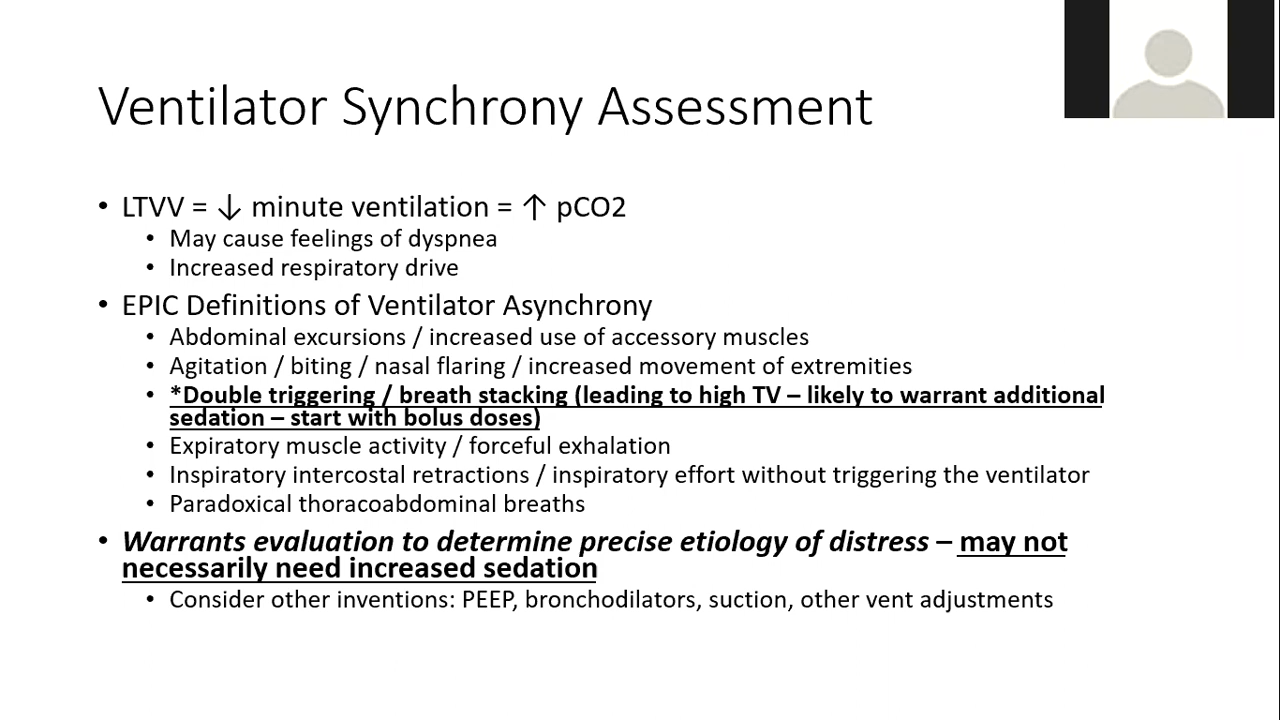 Ventilator Synchrony Assessment
• LTVV = ↓ minute ventilation = ↑ pCO2
• May cause feelings of dyspnea
• Increased respiratory drive
• EPIC Definitions of Ventilator Asynchrony
• Abdominal excursions / increased use of accessory muscles
• Agitation / biting / nasal flaring / increased movement of extremities
• *Double triggering / breath stacking (leading to high TV – likely to warrant additional
sedation – start with bolus doses)
• Expiratory muscle activity / forceful exhalation
• Inspiratory intercostal retractions / inspiratory effort without triggering the ventilator
• Paradoxical thoracoabdominal breaths
• Warrants evaluation to determine precise etiology of distress – may not
necessarily need increased sedation
• Consider other inventions: PEEP, bronchodilators, suction, other vent adjustments